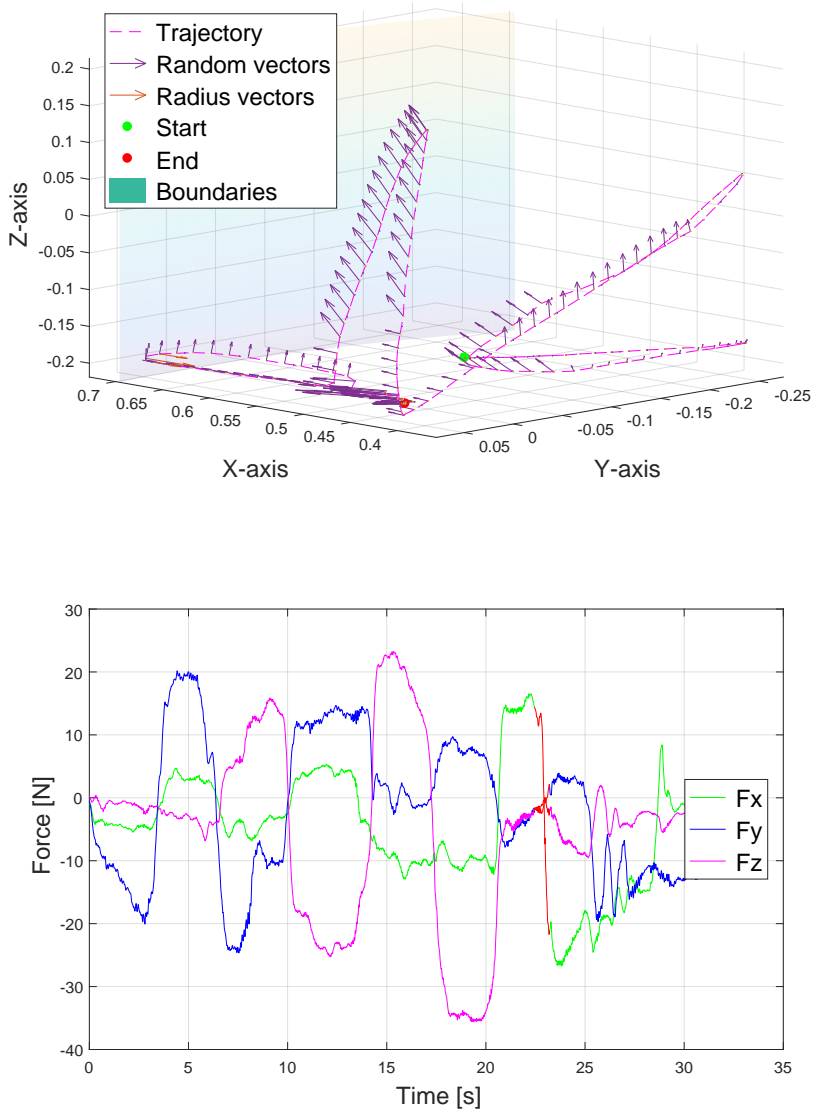 Trajectory
Random vectors
Radius vectors
Start
End
Boundaries
Z-axis
0.2
0.15
0.1
0.05
0
-0.05
-0.1
-0.15
-0.2
0.7
0.65
0.6
0.55
0.5
0.45
0.4
X-axis
0.05
0
-0.05
-0.1
-0.15
-0.2
-0.25
Y-axis
Force [N]
30
20
10
0
-10
-20
-30
-40
Fx
Fy
Fz
0 5 10 15 20 25 30 35
Time [s]